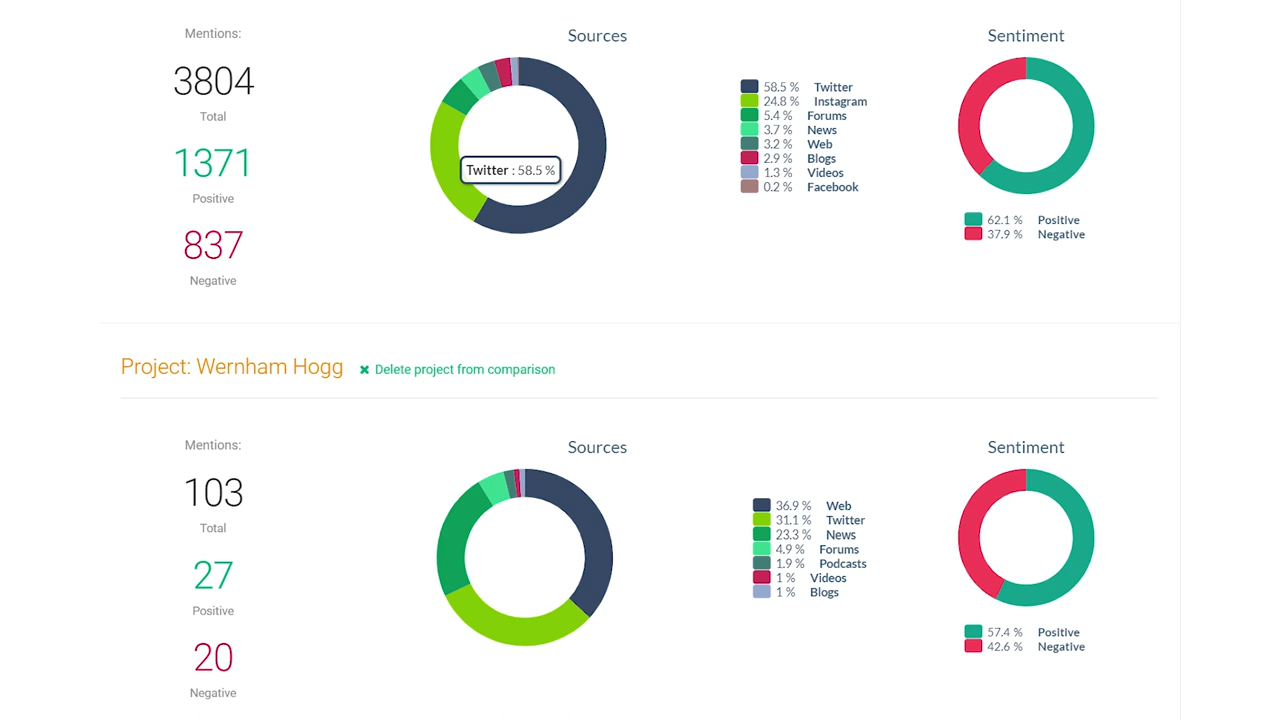 Mentions:
3804
Total
1371
Positive
837
Negative
Sources
Twitter : 58.5 %
58.5 % Twitter
24.8 % Instagram
5.4 % Forums
3.7 % News
3.2 % Web
2.9 % Blogs
1.3 % Videos
0.2 % Facebook
Sentiment
62.1 % Positive
37.9 % Negative
Project: Wernham Hogg ✖ Delete project from comparison
Mentions:
103
Total
27
Positive
20
Negative
Sources
36.9 % Web
31.1 % Twitter
23.3 % News
4.9 % Forums
1.9 % Podcasts
1 % Videos
1 % Blogs
Sentiment
57.4 % Positive
42.6 % Negative